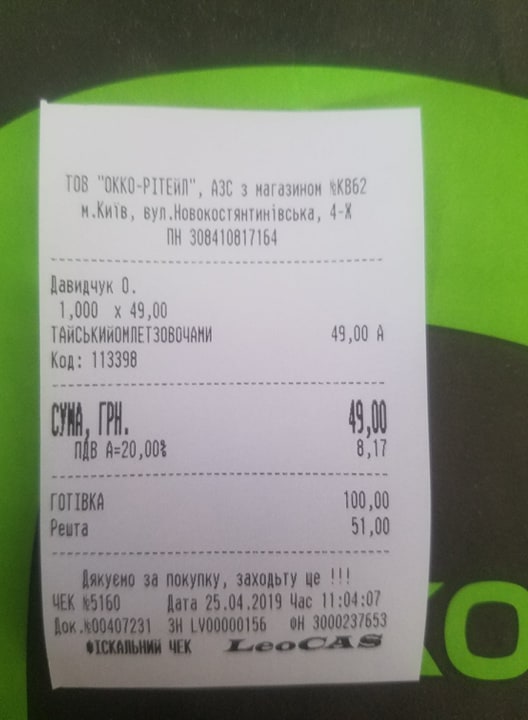 ТОВ "ОККО-РІТЕЙЛ", АЗС з магазином №КВ62
м.Київ, вул.Новокостянтинівська, 4-Ж
ПН 308410817164
Давидчук О.
1,000 x 49,00
ТАЙСЬКИЙОМЛЕТЗОВОЧАМИ 49,00 А
Код: 113398
СУМА, ГРН. 49,00
ПДВ А=20,00% 8,17
ГОТІВКА 100,00
Решта 51,00
Дякуємо за покупку, заходьту це !!!
ЧЕК №5160 Дата 25.04.2019 Час 11:04:07
Док.№00407231 ЗН LV00000156 ФН 3000237653
ФІСКАЛЬНИЙ ЧЕК LeoCAS
KO